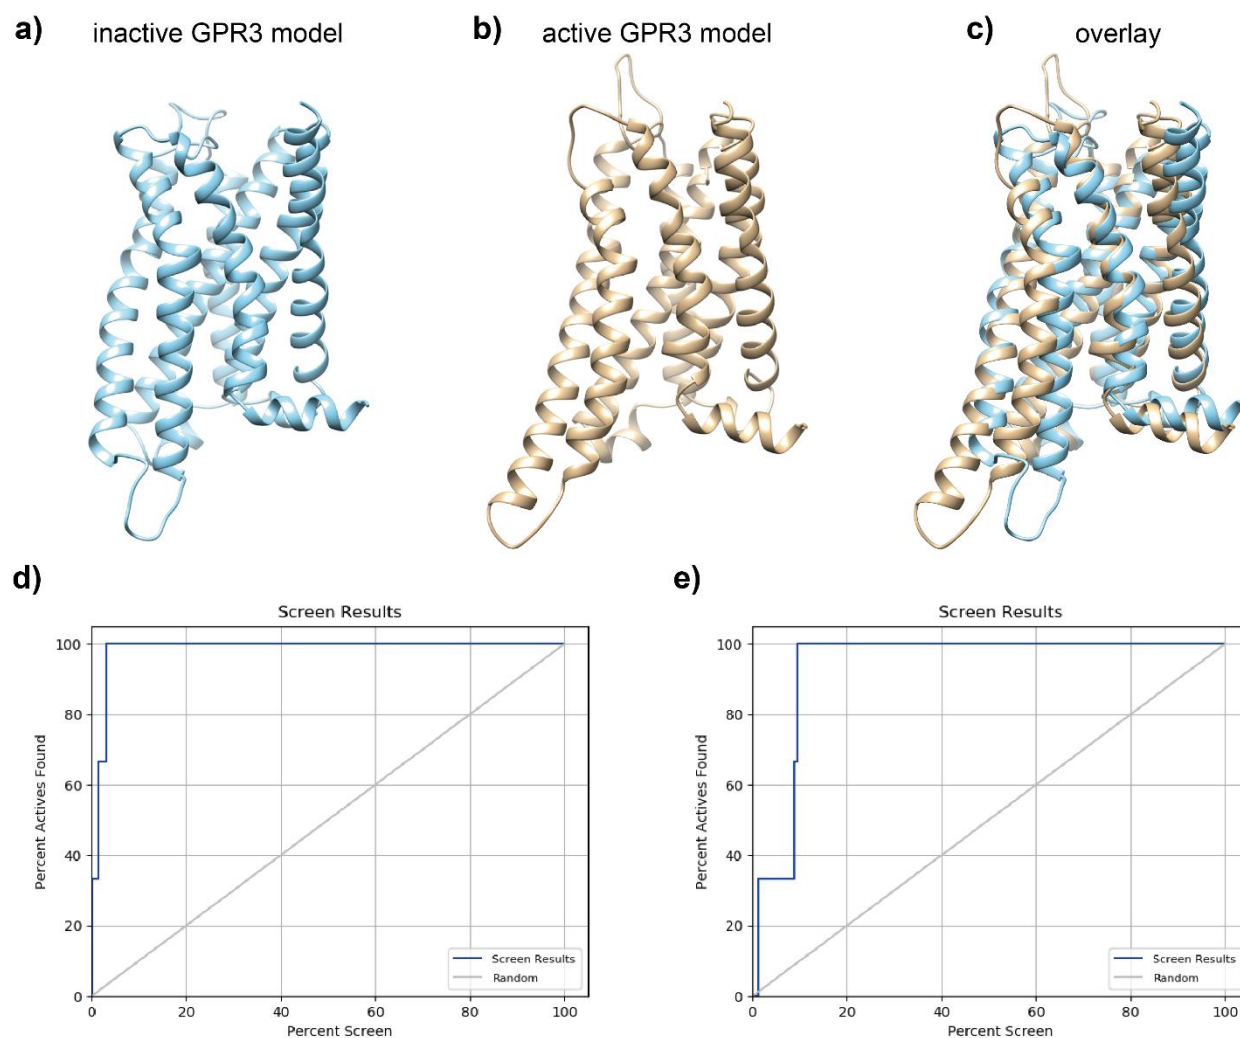 a) inactive GPR3 model
b) active GPR3 model
c) overlay
d)
Screen Results
Percent Actives Found
100
80
60
40
20
0
0 20 40 60 80 100
Percent Screen
Screen Results
Random
e)
Screen Results
Percent Actives Found
100
80
60
40
20
0
0 20 40 60 80 100
Percent Screen
Screen Results
Random